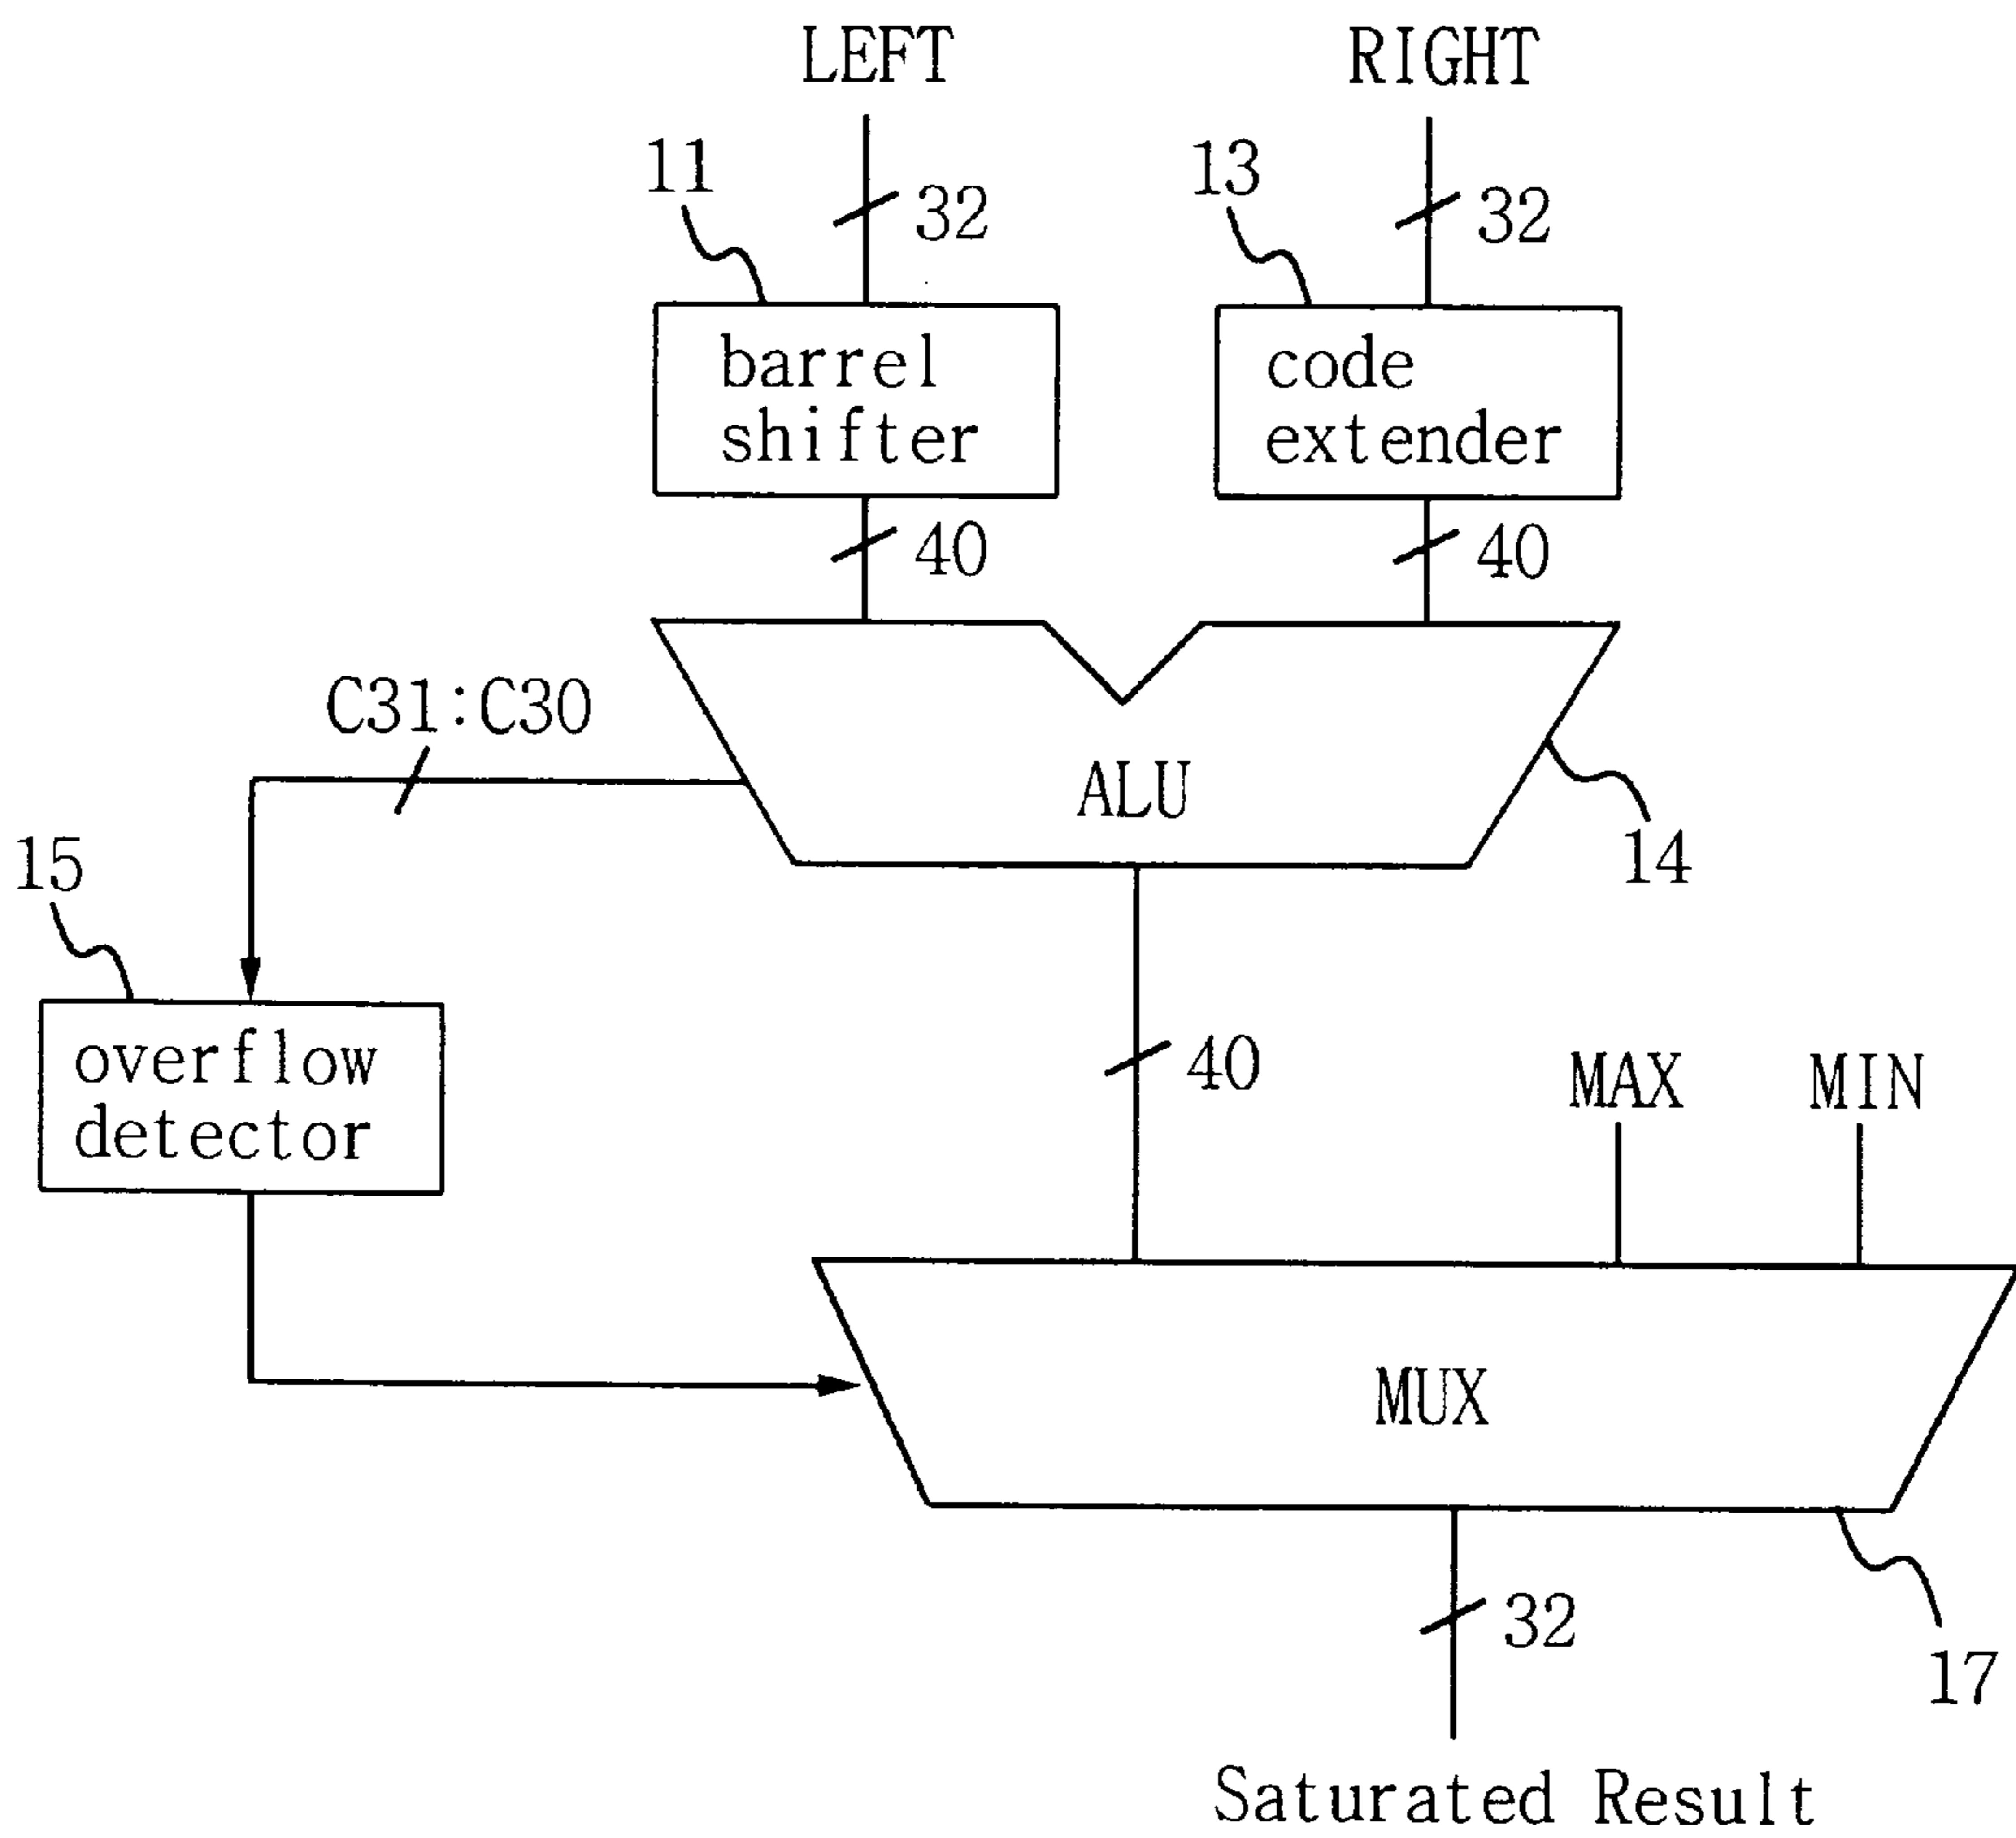 LEFT
RIGHT
11
32
13
32
barrel
shifter
code
extender
40
40
C31:C30
ALU
14
15
overflow
detector
40
MAX
MIN
MUX
32
17
Saturated Result